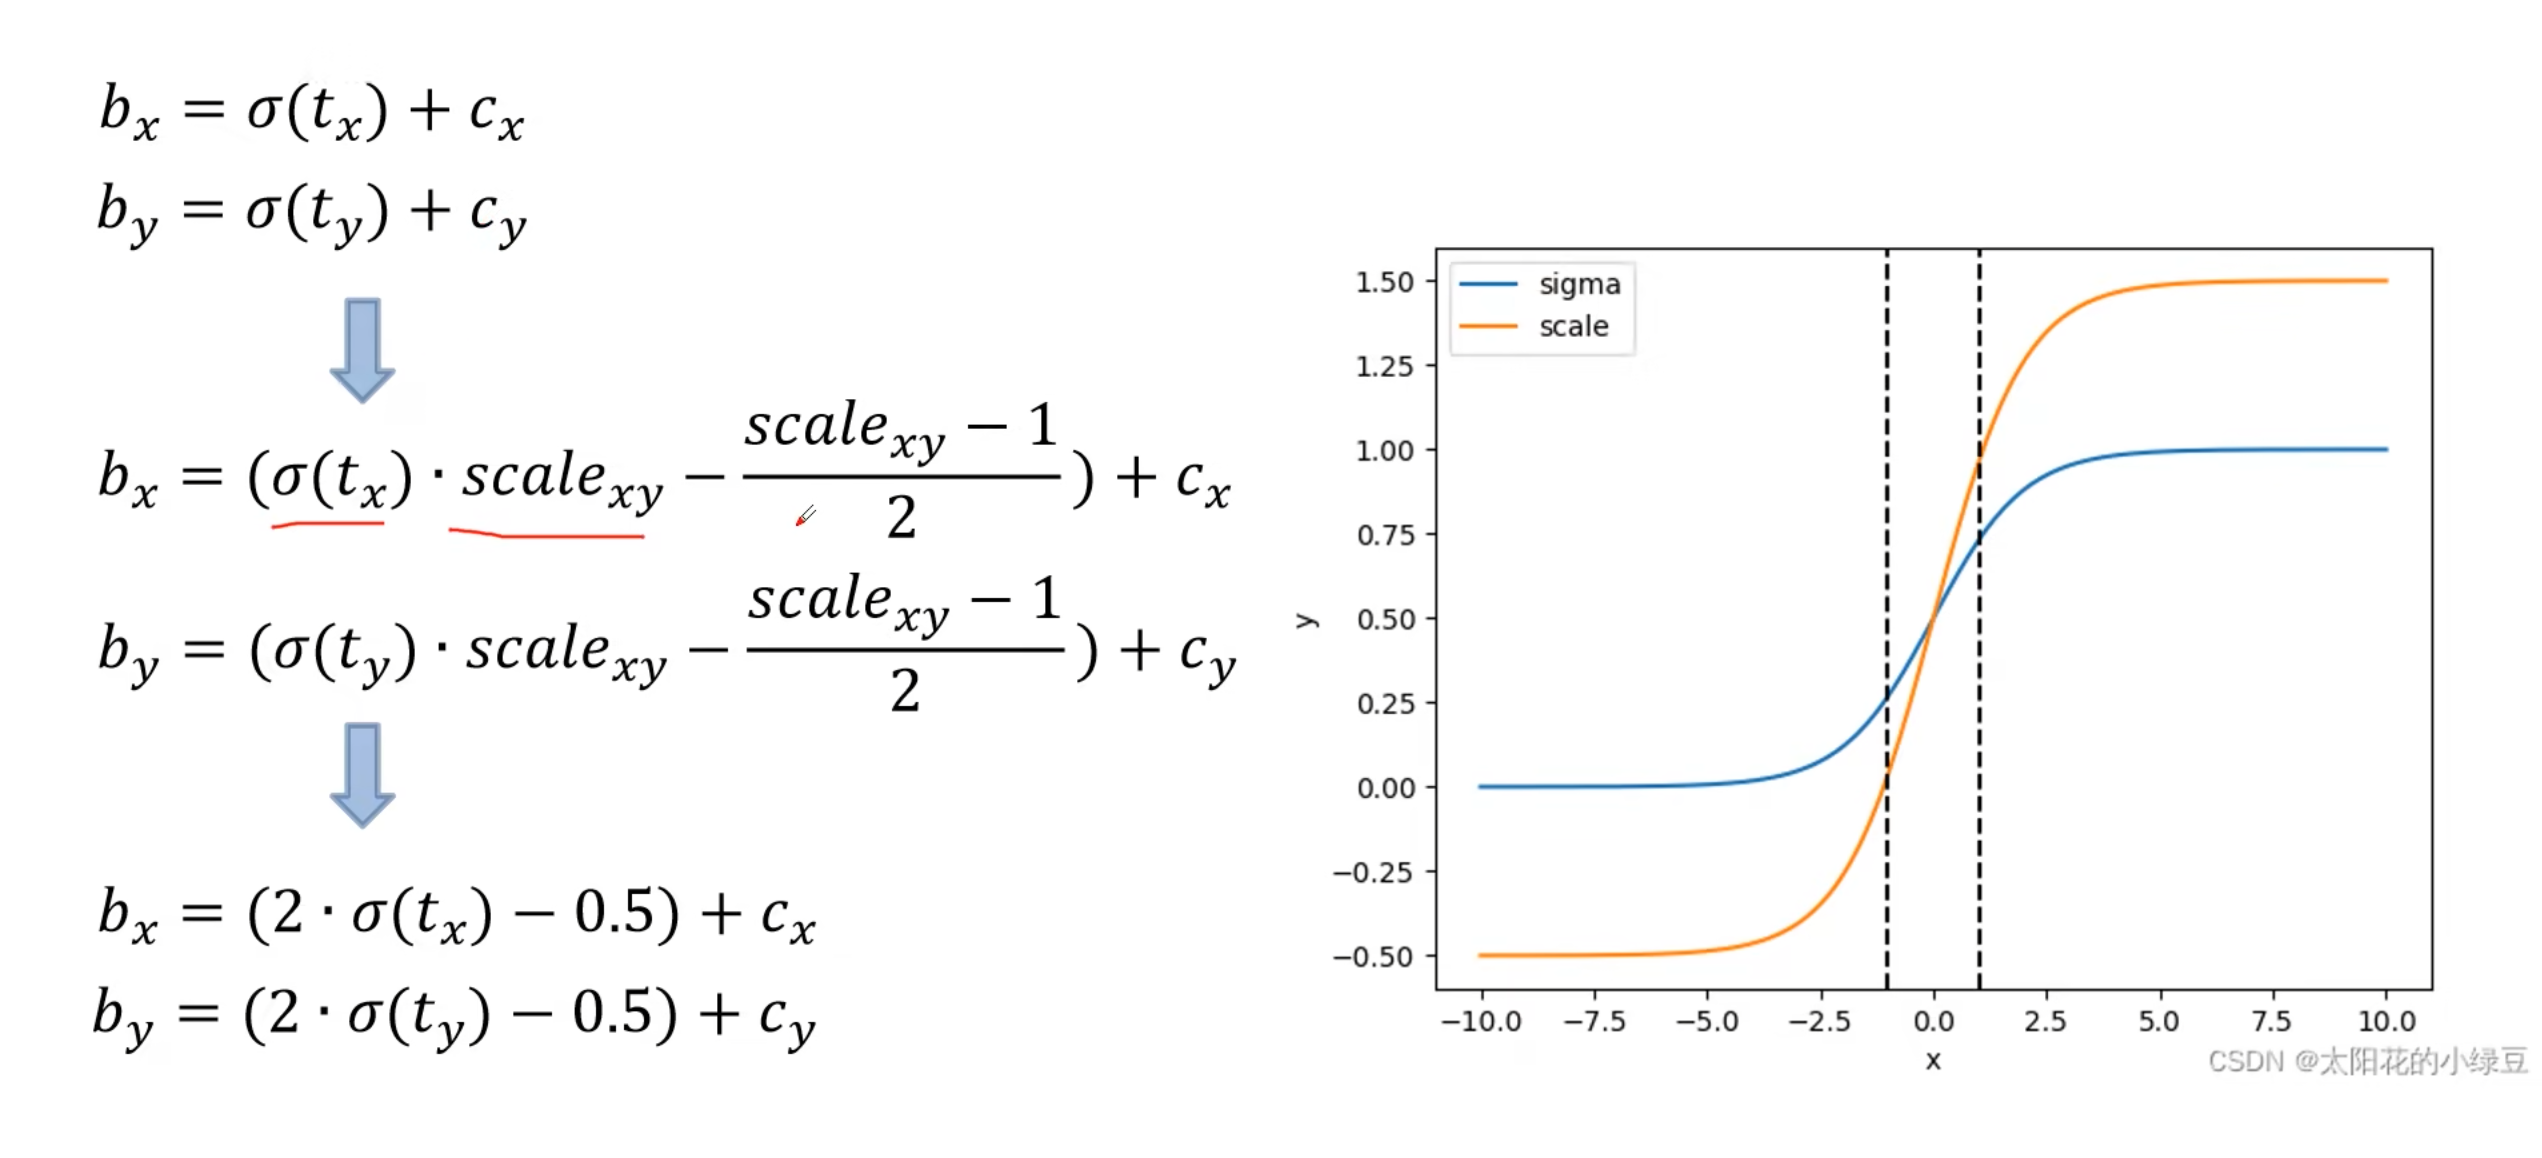 b_x = σ(t_x) + c_x
b_y = σ(t_y) + c_y
b_x = (σ(t_x) · scale_xy − (scale_xy − 1)/2) + c_x
b_y = (σ(t_y) · scale_xy − (scale_xy − 1)/2) + c_y
b_x = (2 · σ(t_x) − 0.5) + c_x
b_y = (2 · σ(t_y) − 0.5) + c_y
sigma
scale
1.50
1.25
1.00
0.75
0.50
0.25
0.00
−0.25
−0.50
y
−10.0 −7.5 −5.0 −2.5 0.0 2.5 5.0 7.5 10.0
x
CSDN @太阳花的小绿豆